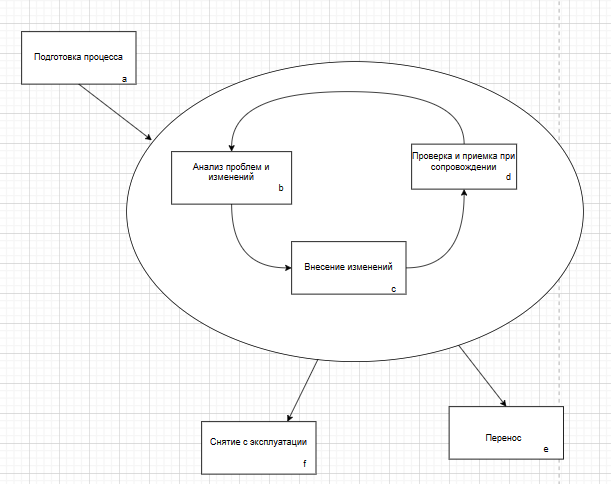 Подготовка процесса
a
Анализ проблем и
изменений
b
Проверка и приемка при
сопровождении
d
Внесение изменений
c
Снятие с эксплуатации
f
Перенос
e